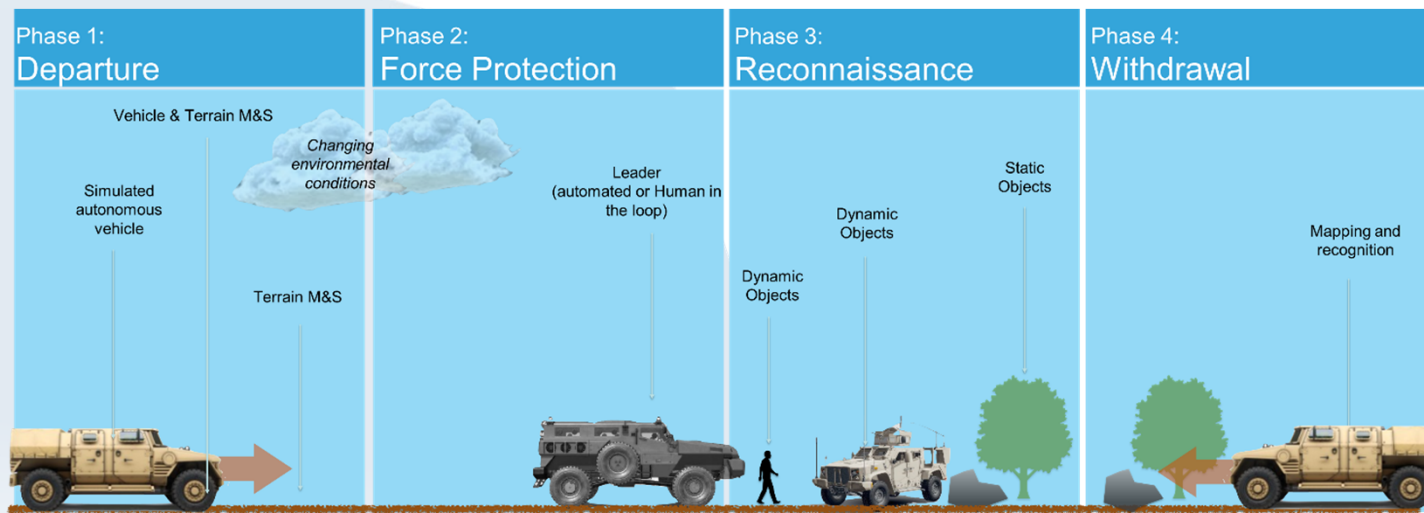 Phase 1:
Departure
Phase 2:
Force Protection
Phase 3:
Reconnaissance
Phase 4:
Withdrawal
Vehicle & Terrain M&S
Changing
environmental
conditions
Simulated
autonomous
vehicle
Terrain M&S
Leader
(automated or Human in
the loop)
Dynamic
Objects
Dynamic
Objects
Static
Objects
Mapping and
recognition